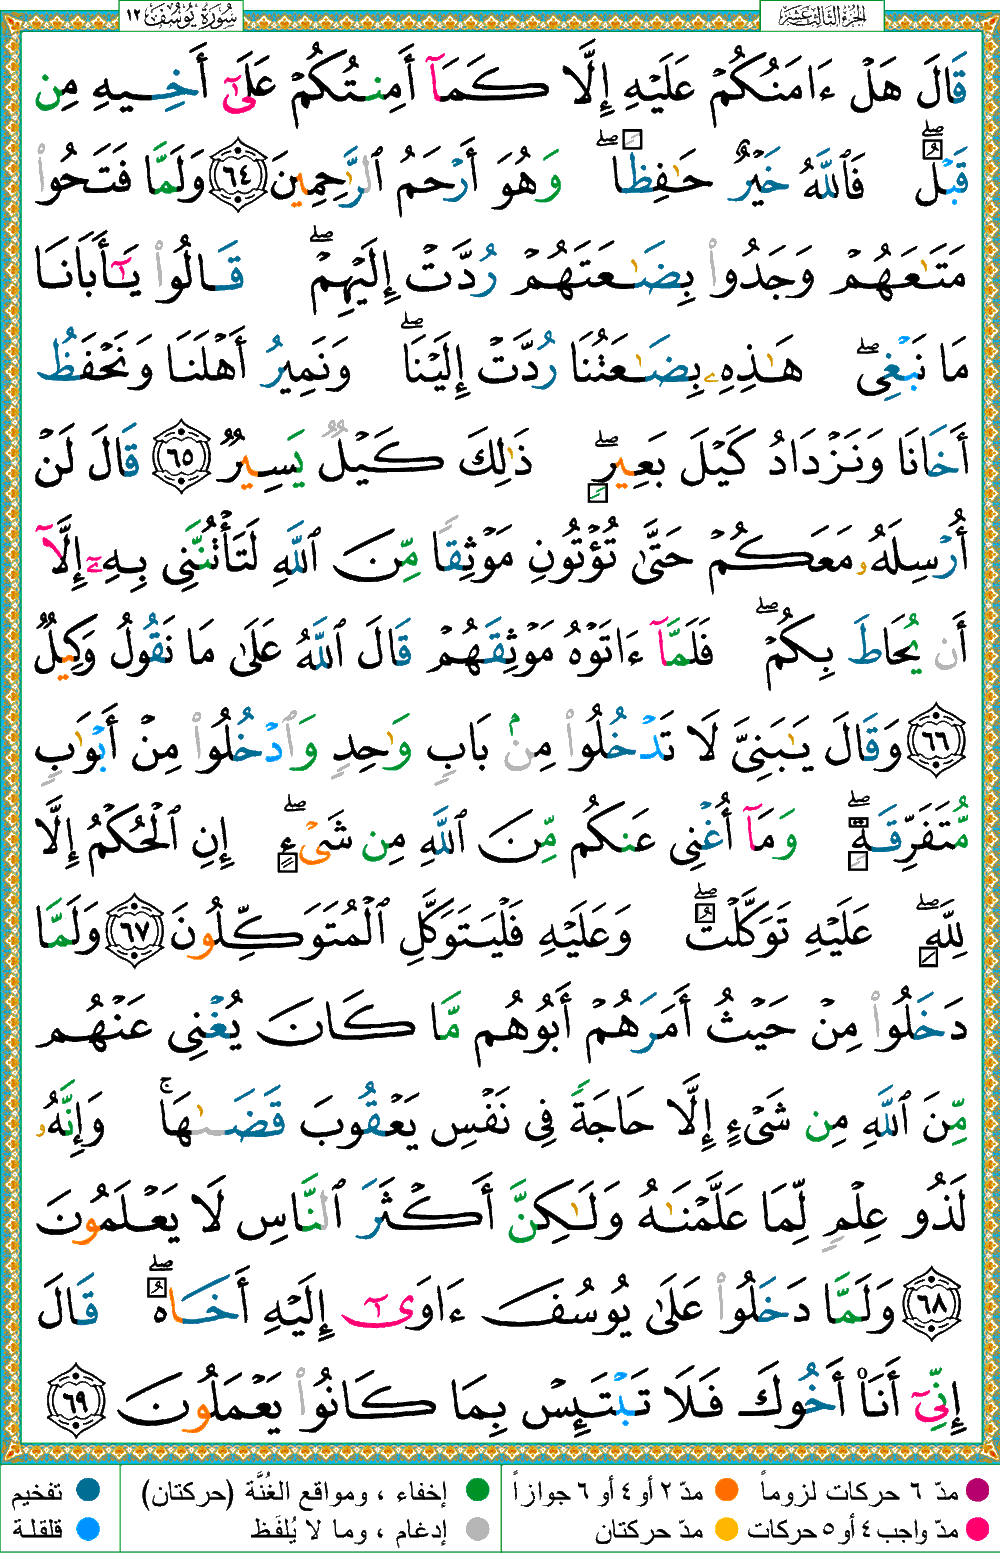 الجزء الثالث عشر
سُورَةُ يُوسُفَ ١٢
قَالَ هَلْ ءَامَنُكُمْ عَلَيْهِ إِلَّا كَمَآ أَمِنتُكُمْ عَلَىٰٓ أَخِيهِ مِن
قَبْلُ ۖ فَٱللَّهُ خَيْرٌ حَـٰفِظًا ۖ وَهُوَ أَرْحَمُ ٱلرَّٰحِمِينَ ٦٤ وَلَمَّا فَتَحُوا۟
مَتَـٰعَهُمْ وَجَدُوا۟ بِضَـٰعَتَهُمْ رُدَّتْ إِلَيْهِمْ ۖ قَالُوا۟ يَـٰٓأَبَانَا
مَا نَبْغِى ۖ هَـٰذِهِۦ بِضَـٰعَتُنَا رُدَّتْ إِلَيْنَا ۖ وَنَمِيرُ أَهْلَنَا وَنَحْفَظُ
أَخَانَا وَنَزْدَادُ كَيْلَ بَعِيرٍ ۖ ذَٰلِكَ كَيْلٌ يَسِيرٌ ٦٥ قَالَ لَنْ
أُرْسِلَهُۥ مَعَكُمْ حَتَّىٰ تُؤْتُونِ مَوْثِقًا مِّنَ ٱللَّهِ لَتَأْتُنَّنِى بِهِۦٓ إِلَّآ
أَن يُحَاطَ بِكُمْ ۖ فَلَمَّآ ءَاتَوْهُ مَوْثِقَهُمْ قَالَ ٱللَّهُ عَلَىٰ مَا نَقُولُ وَكِيلٌ
٦٦ وَقَالَ يَـٰبَنِىَّ لَا تَدْخُلُوا۟ مِنۢ بَابٍ وَٰحِدٍ وَٱدْخُلُوا۟ مِنْ أَبْوَٰبٍ
مُّتَفَرِّقَةٍ ۖ وَمَآ أُغْنِى عَنكُم مِّنَ ٱللَّهِ مِن شَىْءٍ ۖ إِنِ ٱلْحُكْمُ إِلَّا
لِلَّهِ ۖ عَلَيْهِ تَوَكَّلْتُ ۖ وَعَلَيْهِ فَلْيَتَوَكَّلِ ٱلْمُتَوَكِّلُونَ ٦٧ وَلَمَّا
دَخَلُوا۟ مِنْ حَيْثُ أَمَرَهُمْ أَبُوهُم مَّا كَانَ يُغْنِى عَنْهُم
مِّنَ ٱللَّهِ مِن شَىْءٍ إِلَّا حَاجَةً فِى نَفْسِ يَعْقُوبَ قَضَىٰهَا ۚ وَإِنَّهُۥ
لَذُو عِلْمٍ لِّمَا عَلَّمْنَـٰهُ وَلَـٰكِنَّ أَكْثَرَ ٱلنَّاسِ لَا يَعْلَمُونَ
٦٨ وَلَمَّا دَخَلُوا۟ عَلَىٰ يُوسُفَ ءَاوَىٰٓ إِلَيْهِ أَخَاهُ ۖ قَالَ
إِنِّىٓ أَنَا۠ أَخُوكَ فَلَا تَبْتَئِسْ بِمَا كَانُوا۟ يَعْمَلُونَ ٦٩
مدّ ٦ حركات لزوماً مدّ ٢ أو ٤ أو ٦ جوازاً إخفاء ، ومواقع الغُنَّة (حركتان) تفخيم
مدّ واجب ٤ أو ٥ حركات مدّ حركتان إدغام ، وما لا يُلفَظ قلقلة